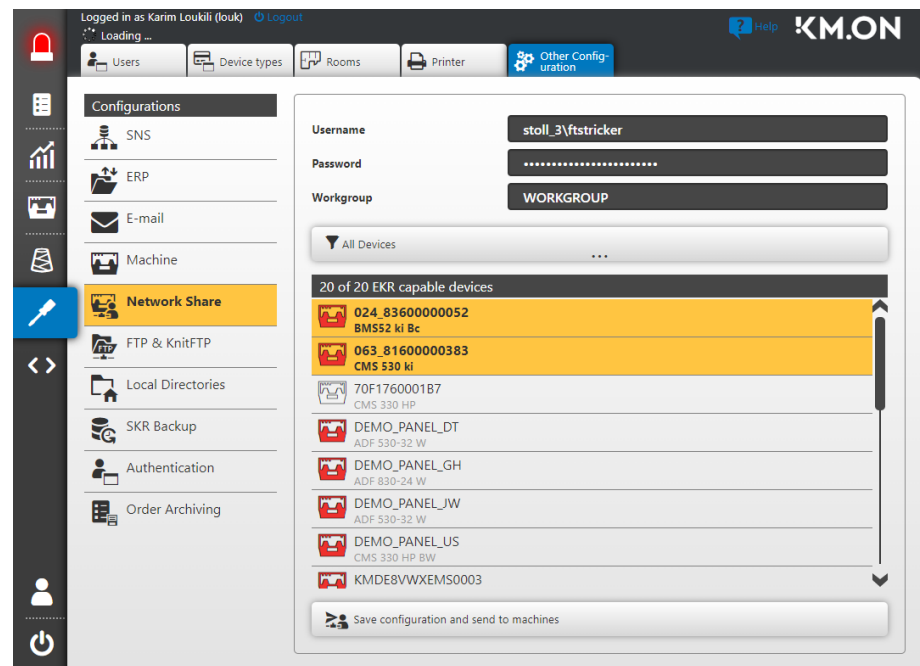 Logged in as Karim Loukili (louk) Logout
Loading ...
Help
KM.ON
Users
Device types
Rooms
Printer
Other Config-
uration
Configurations
SNS
ERP
E-mail
Machine
Network Share
FTP
FTP & KnitFTP
Local Directories
SKR Backup
Authentication
Order Archiving
Username
stoll_3\ftstricker
Password
••••••••••••••••••••••••
Workgroup
WORKGROUP
All Devices
...
20 of 20 EKR capable devices
024_83600000052
BMS52 ki Bc
063_81600000383
CMS 530 ki
70F1760001B7
CMS 330 HP
DEMO_PANEL_DT
ADF 530-32 W
DEMO_PANEL_GH
ADF 830-24 W
DEMO_PANEL_JW
ADF 530-32 W
DEMO_PANEL_US
CMS 330 HP BW
KMDE8VWXEMS0003
Save configuration and send to machines